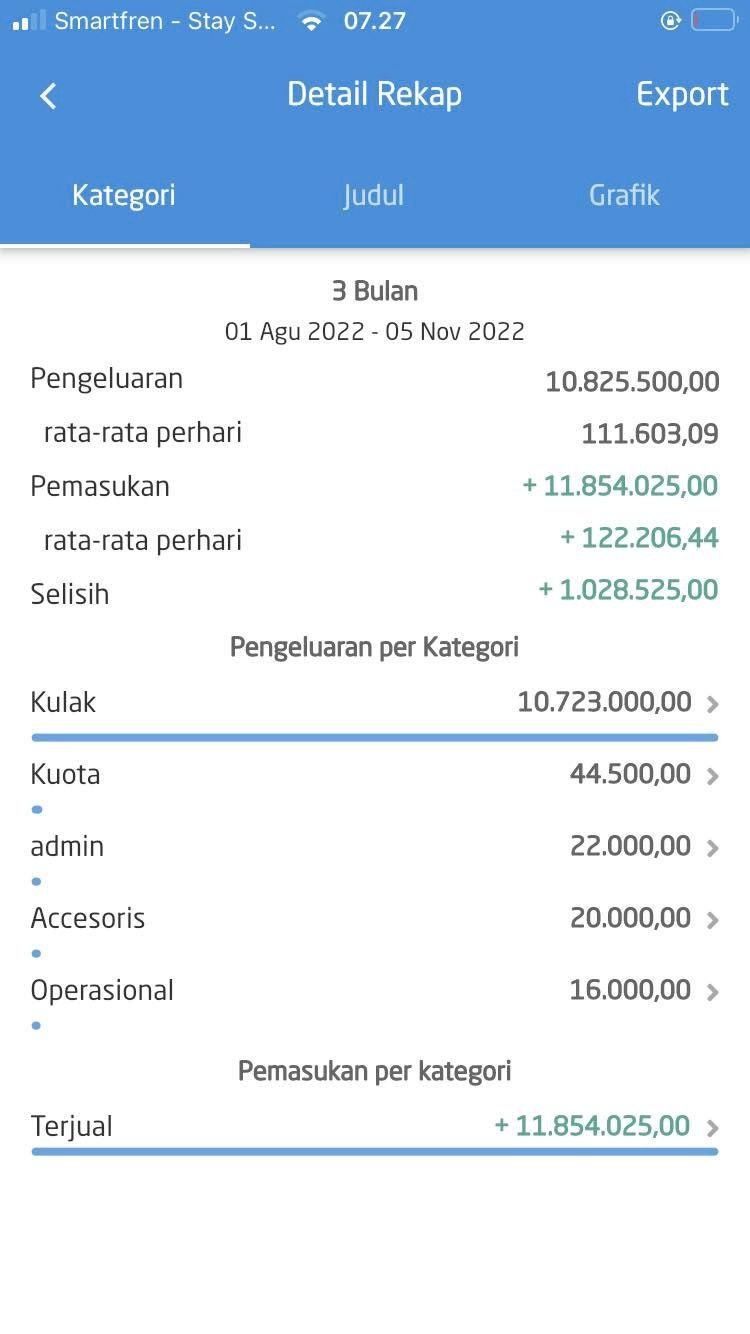 Smartfren - Stay S... 07.27
Detail Rekap Export
Kategori Judul Grafik
3 Bulan
01 Agu 2022 - 05 Nov 2022
Pengeluaran 10.825.500,00
rata-rata perhari 111.603,09
Pemasukan + 11.854.025,00
rata-rata perhari + 122.206,44
Selisih + 1.028.525,00
Pengeluaran per Kategori
Kulak 10.723.000,00
Kuota 44.500,00
admin 22.000,00
Accesoris 20.000,00
Operasional 16.000,00
Pemasukan per kategori
Terjual + 11.854.025,00